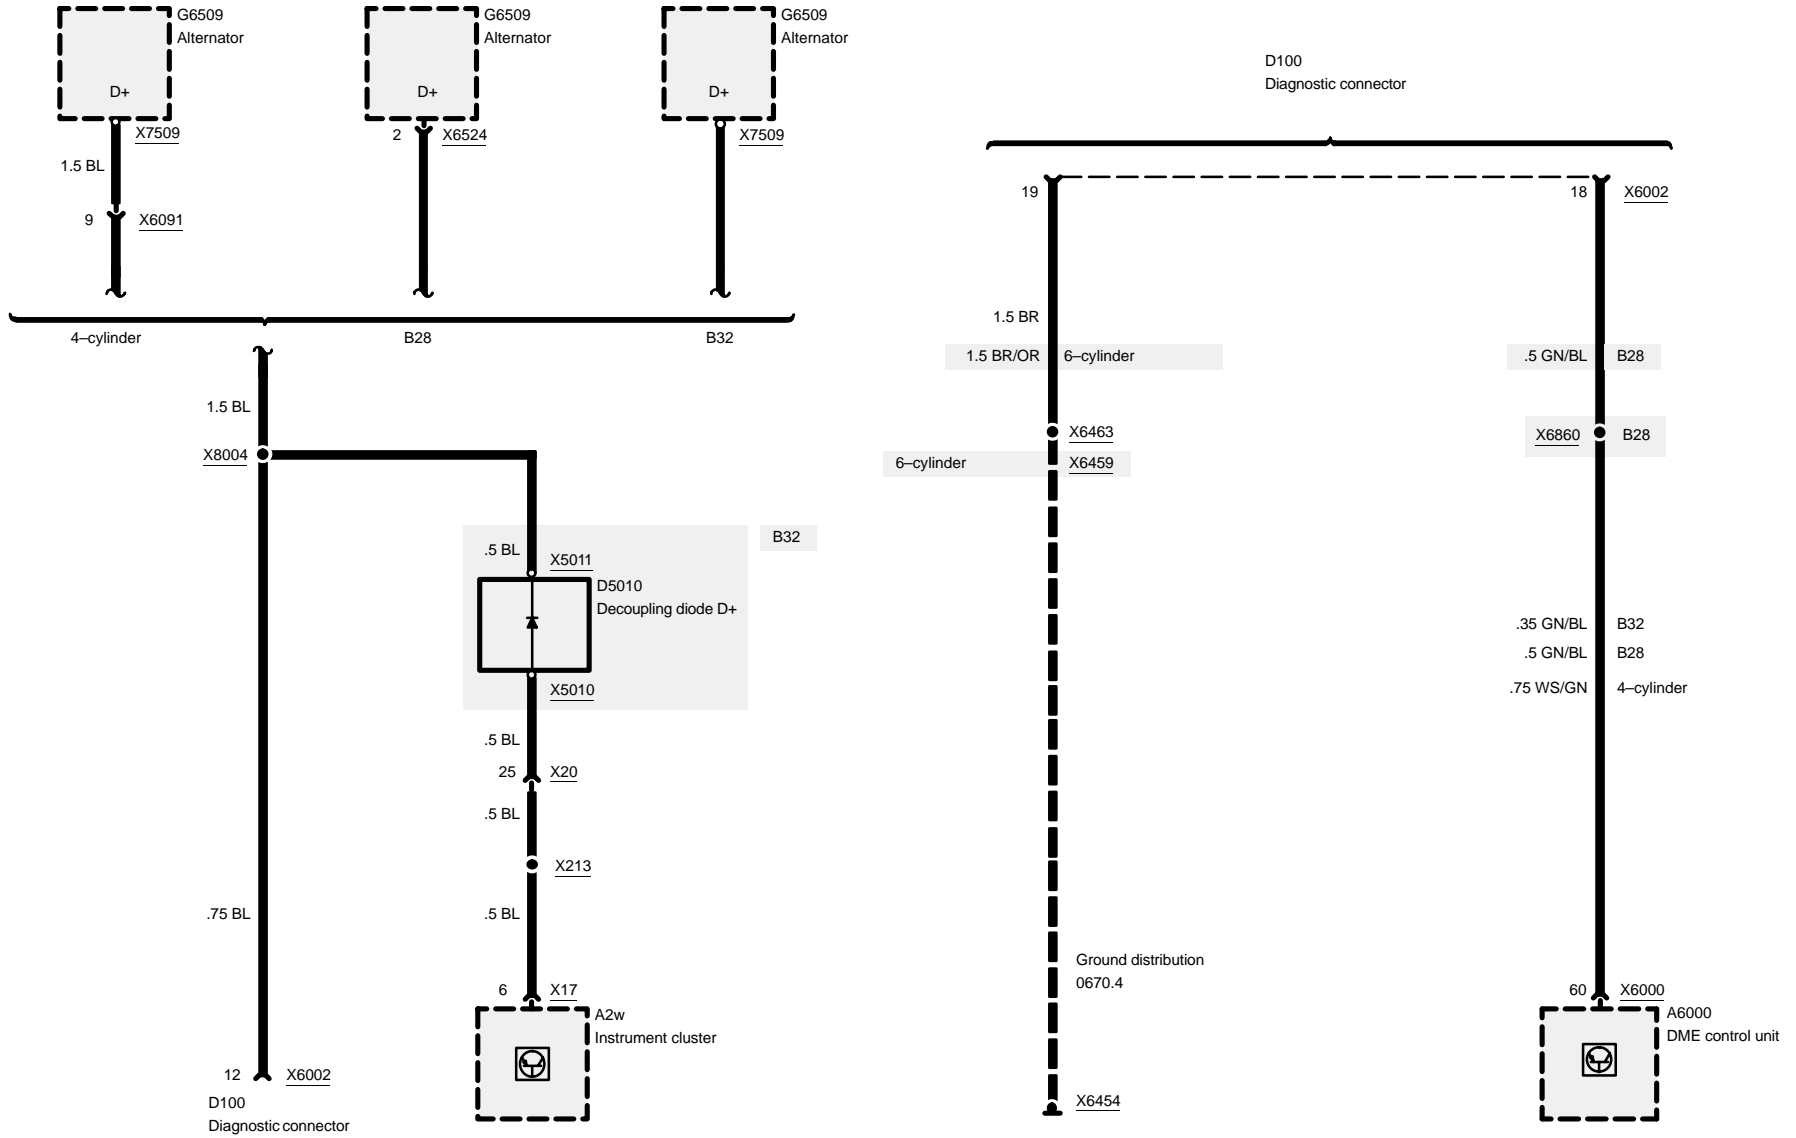 G6509
Alternator
D+
X7509
1.5 BL
9
X6091
G6509
Alternator
D+
2
X6524
G6509
Alternator
D+
X7509
4–cylinder
B28
B32
1.5 BL
X8004
.5 BL
X5011
B32
D5010
Decoupling diode D+
X5010
.5 BL
25
X20
.5 BL
X213
.75 BL
.5 BL
6
X17
A2w
Instrument cluster
12
X6002
D100
Diagnostic connector
D100
Diagnostic connector
19
18
X6002
1.5 BR
1.5 BR/OR
6–cylinder
.5 GN/BL
B28
X6463
X6860
B28
6–cylinder
X6459
.35 GN/BL
B32
.5 GN/BL
B28
.75 WS/GN
4–cylinder
Ground distribution
0670.4
60
X6000
A6000
DME control unit
X6454